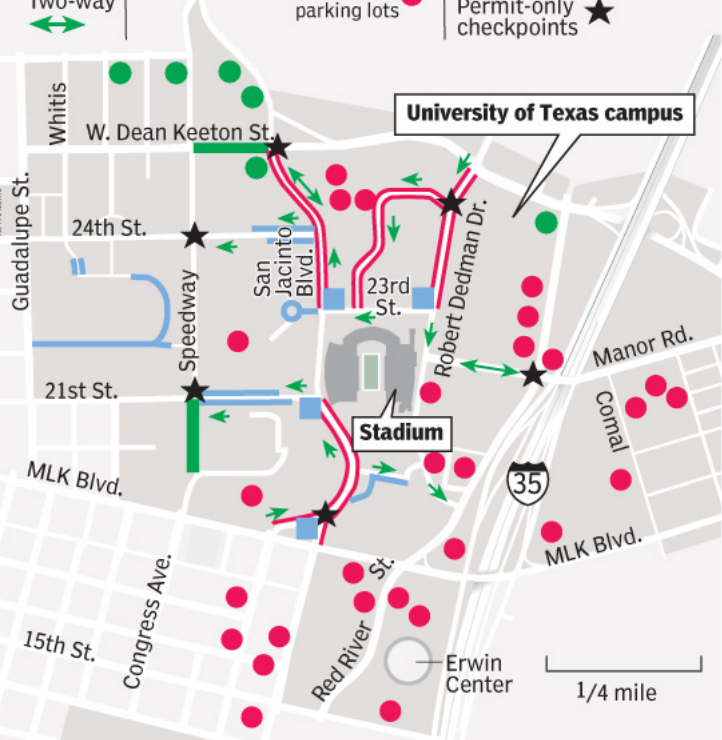 Two-way
parking lots
Permit-only
checkpoints
University of Texas campus
Whitis
W. Dean Keeton St.
Guadalupe St.
24th St.
San
Jacinto
Blvd.
23rd
St.
Robert Dedman Dr.
Speedway
Manor Rd.
21st St.
Comal
Stadium
MLK Blvd.
35
MLK Blvd.
Congress Ave.
Red River St.
15th St.
Erwin
Center
1/4 mile